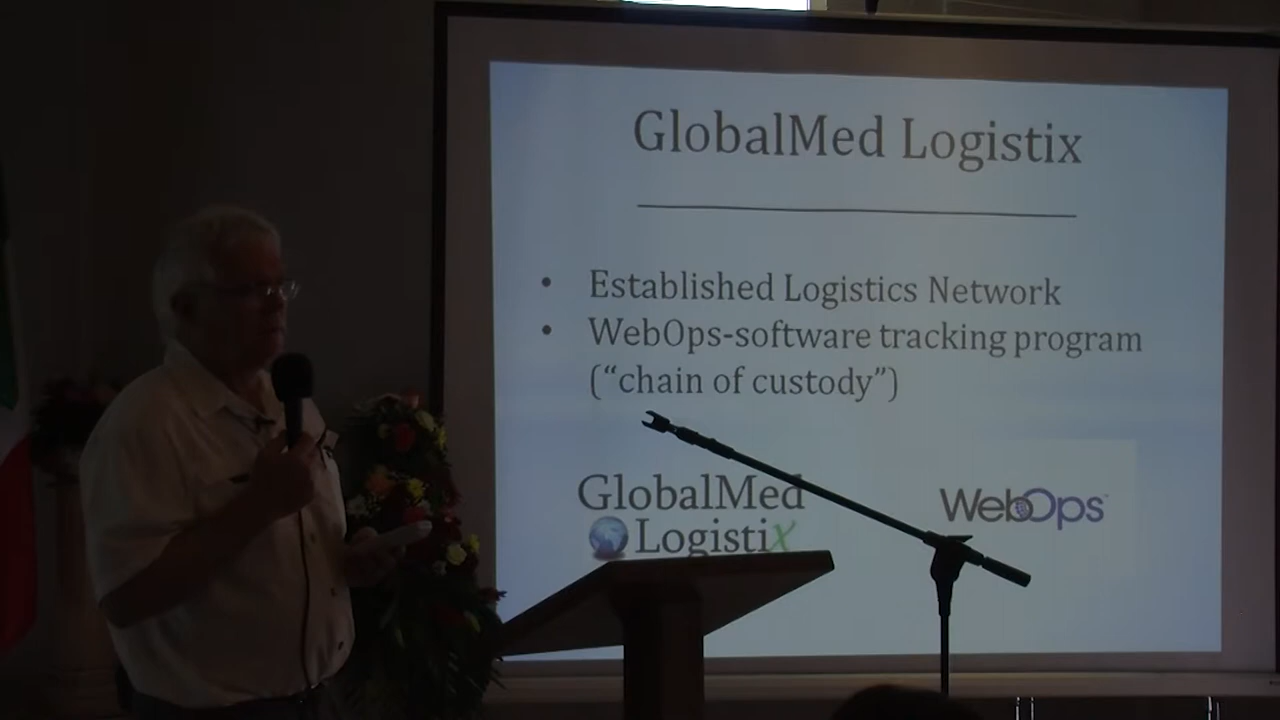 GlobalMed Logistix
• Established Logistics Network
• WebOps-software tracking program
(“chain of custody”)
GlobalMed
Logistix
WebOps